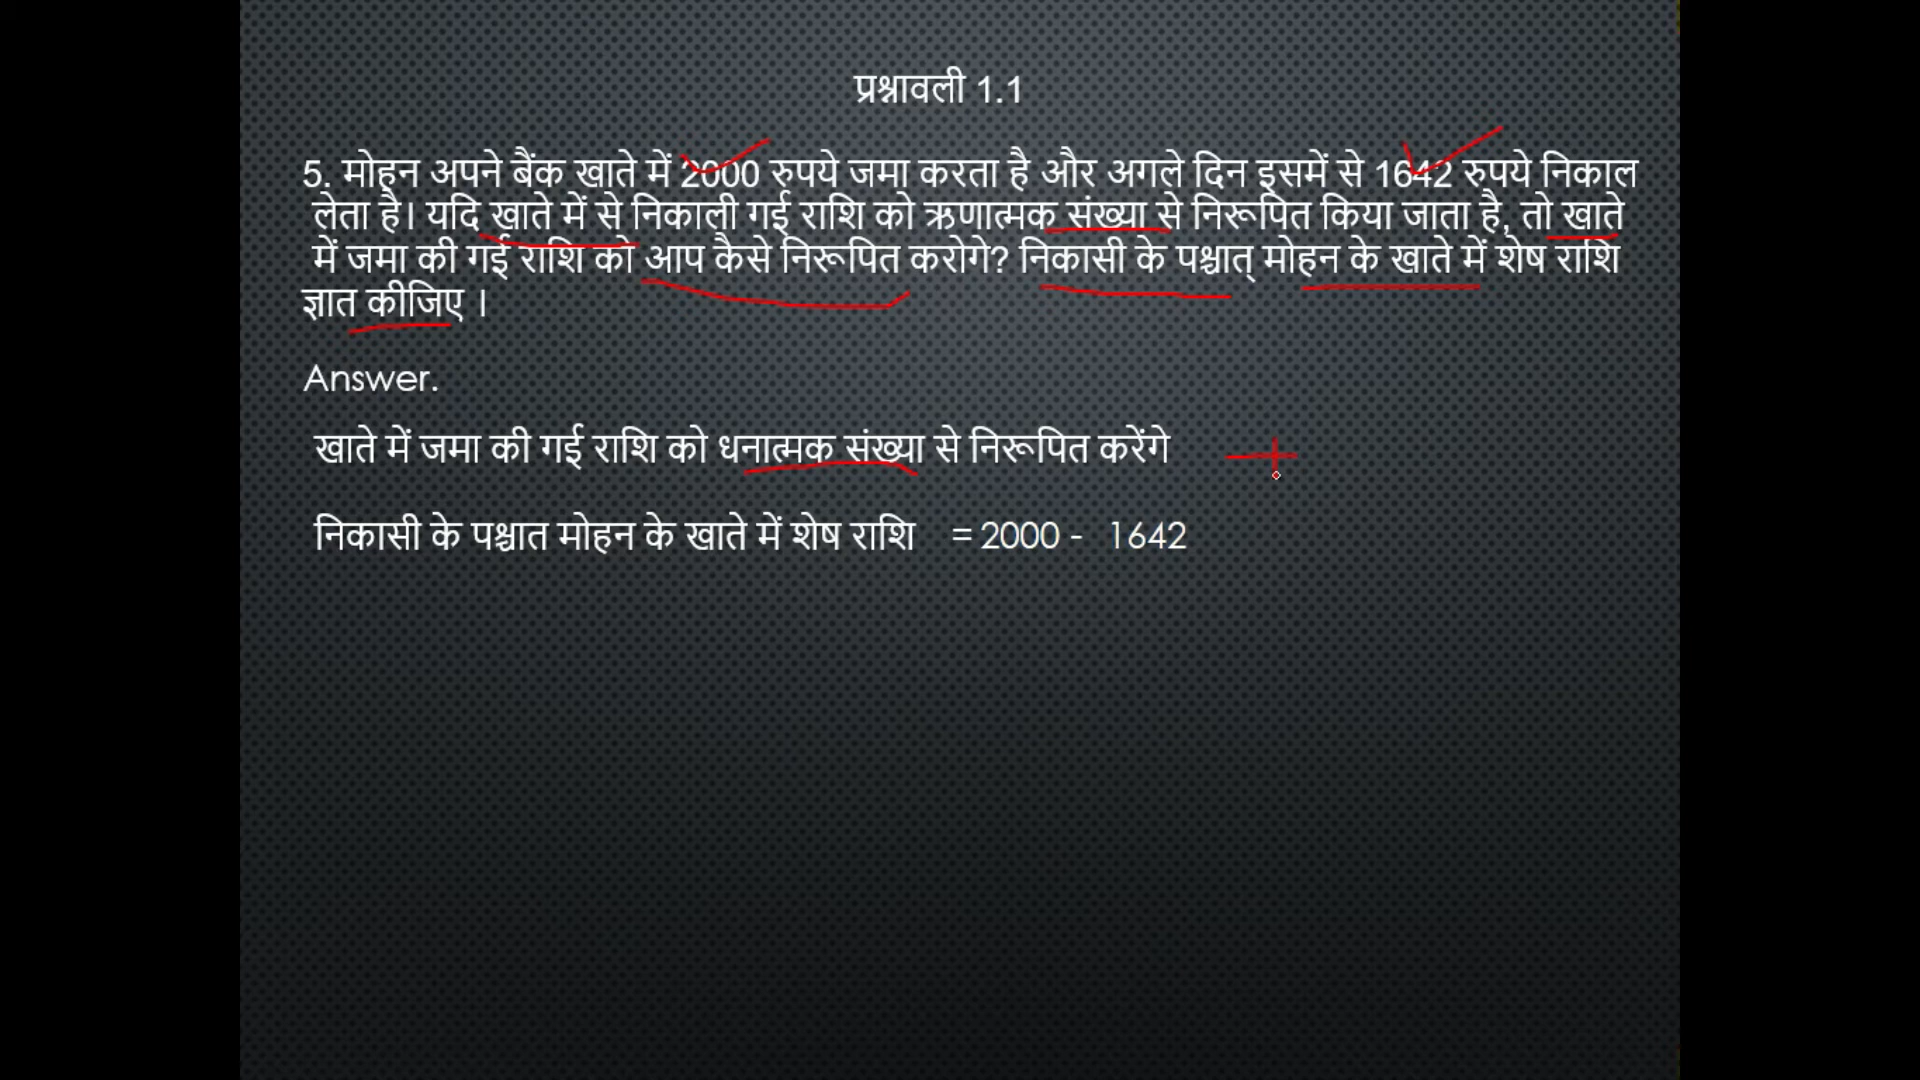 प्रश्नावली 1.1
5. मोहन अपने बैंक खाते में 2000 रुपये जमा करता है और अगले दिन इसमें से 1642 रुपये निकाल
लेता है। यदि खाते में से निकाली गई राशि को ऋणात्मक संख्या से निरूपित किया जाता है, तो खाते
में जमा की गई राशि को आप कैसे निरूपित करोगे? निकासी के पश्चात् मोहन के खाते में शेष राशि
ज्ञात कीजिए ।
Answer.
खाते में जमा की गई राशि को धनात्मक संख्या से निरूपित करेंगे +
निकासी के पश्चात मोहन के खाते में शेष राशि = 2000 - 1642